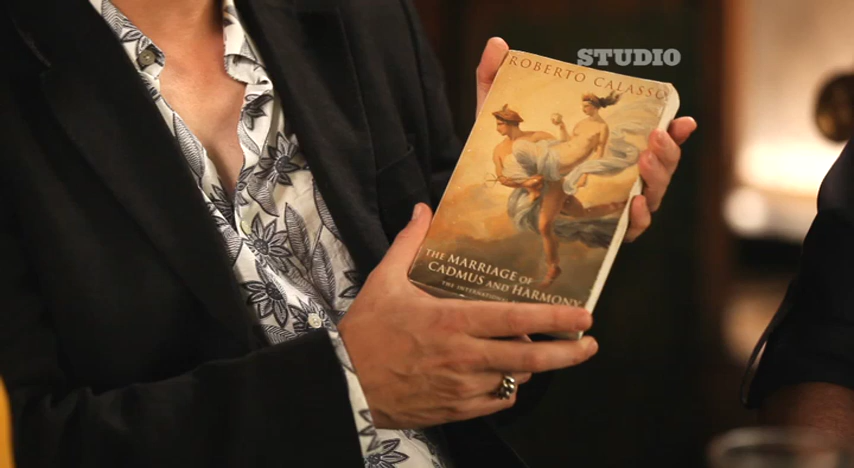 STUDIO
ROBERTO CALASSO
THE MARRIAGE OF
CADMUS AND HARMONY
THE INTERNATIONAL